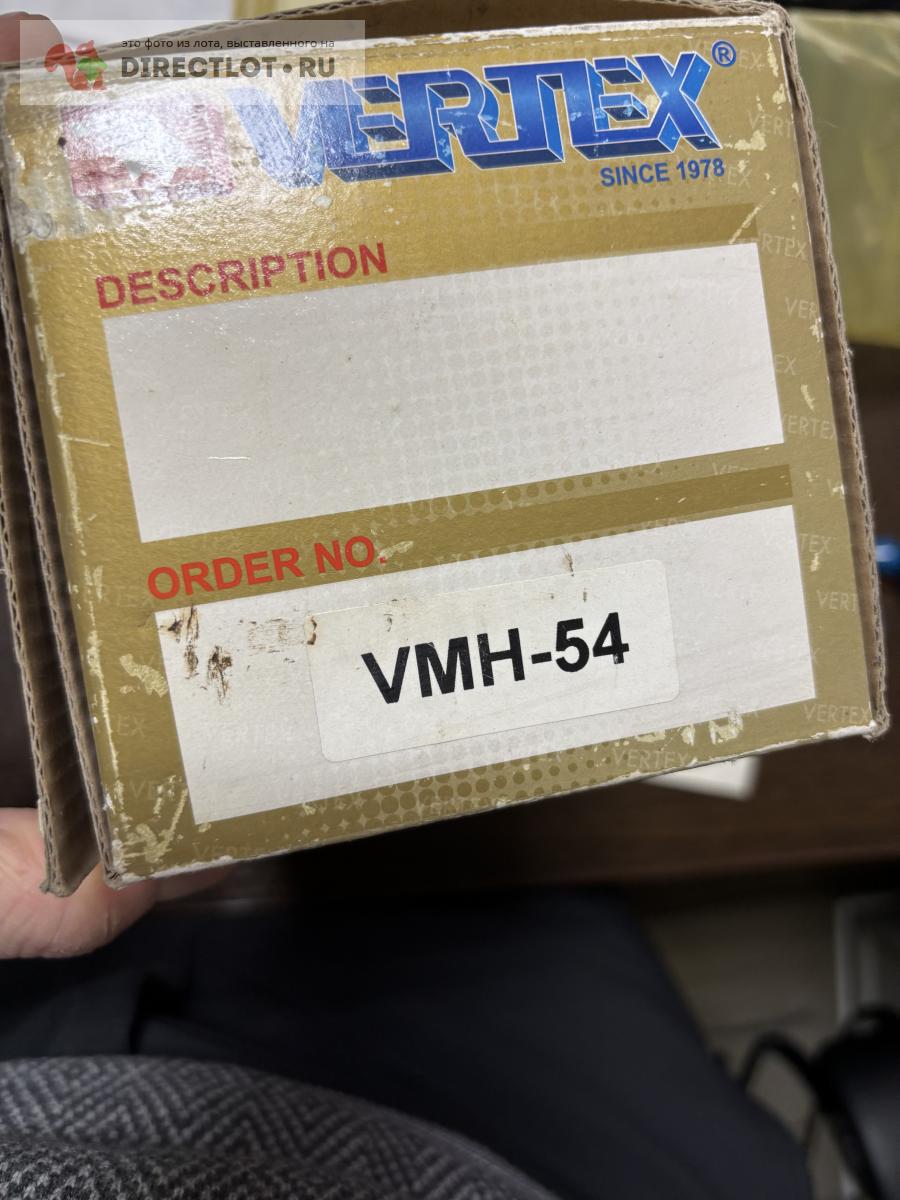 это фото из лота, выставленного на
DIRECTLOT.RU
VERTEX®
SINCE 1978
DESCRIPTION
ORDER NO.
VMH-54